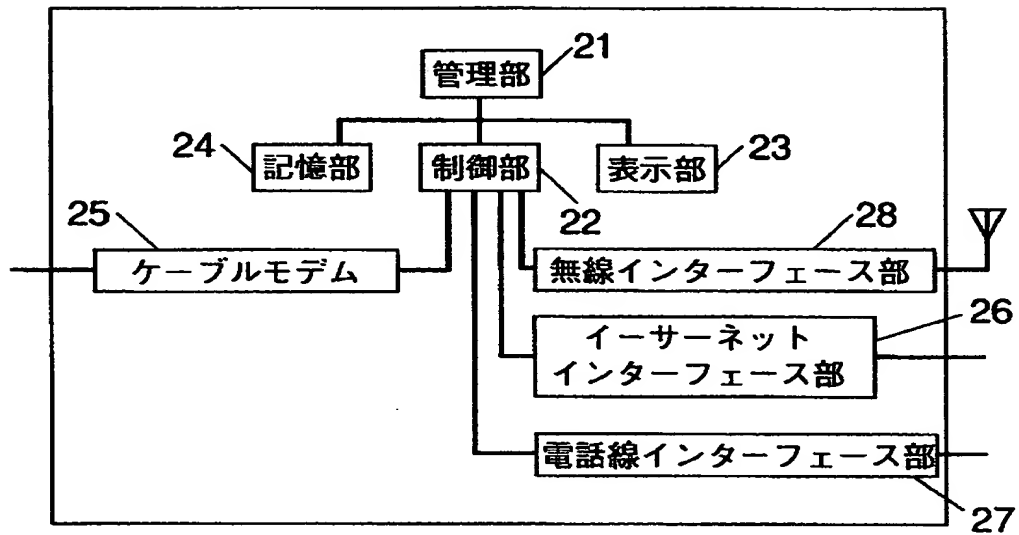 21
管理部
24
記憶部
制御部
表示部
23
22
25
ケーブルモデム
28
無線インターフェース部
26
イーサーネット
インターフェース部
電話線インターフェース部
27